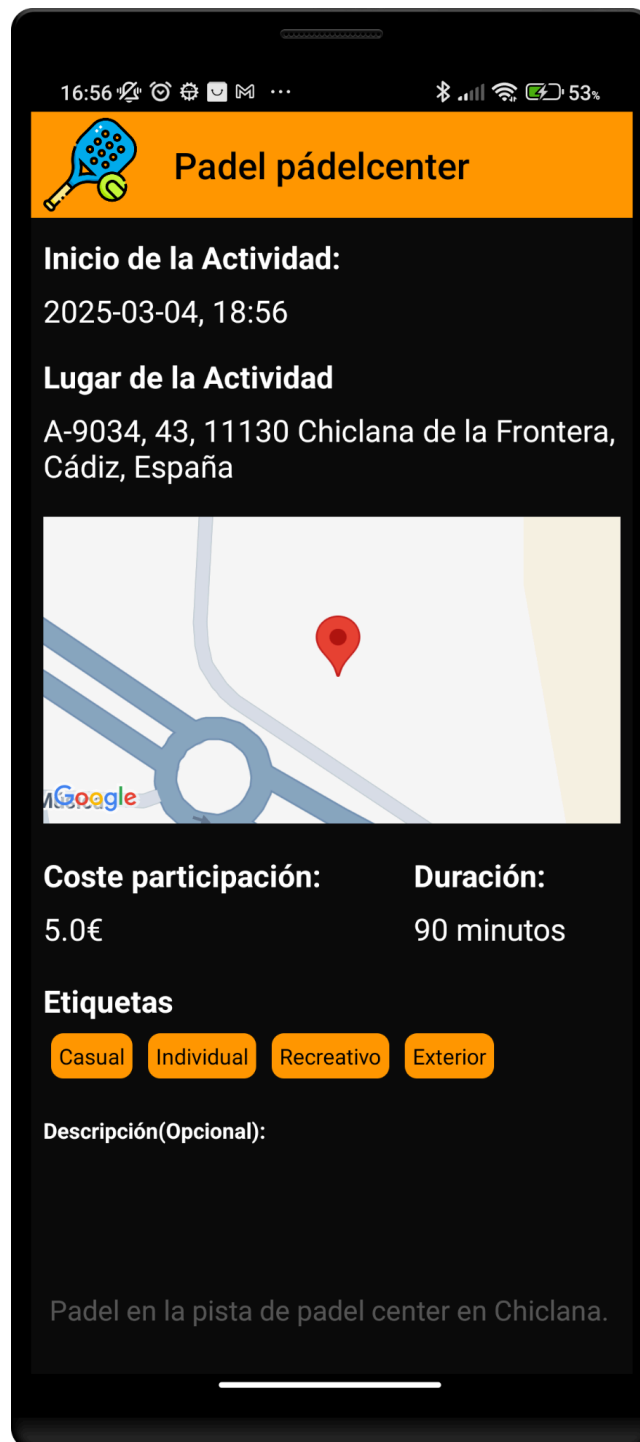 16:56 ... 53%
Padel pádelcenter
Inicio de la Actividad:
2025-03-04, 18:56
Lugar de la Actividad
A-9034, 43, 11130 Chiclana de la Frontera,
Cádiz, España
Google
Coste participación: Duración:
5.0€ 90 minutos
Etiquetas
Casual Individual Recreativo Exterior
Descripción(Opcional):
Padel en la pista de padel center en Chiclana.